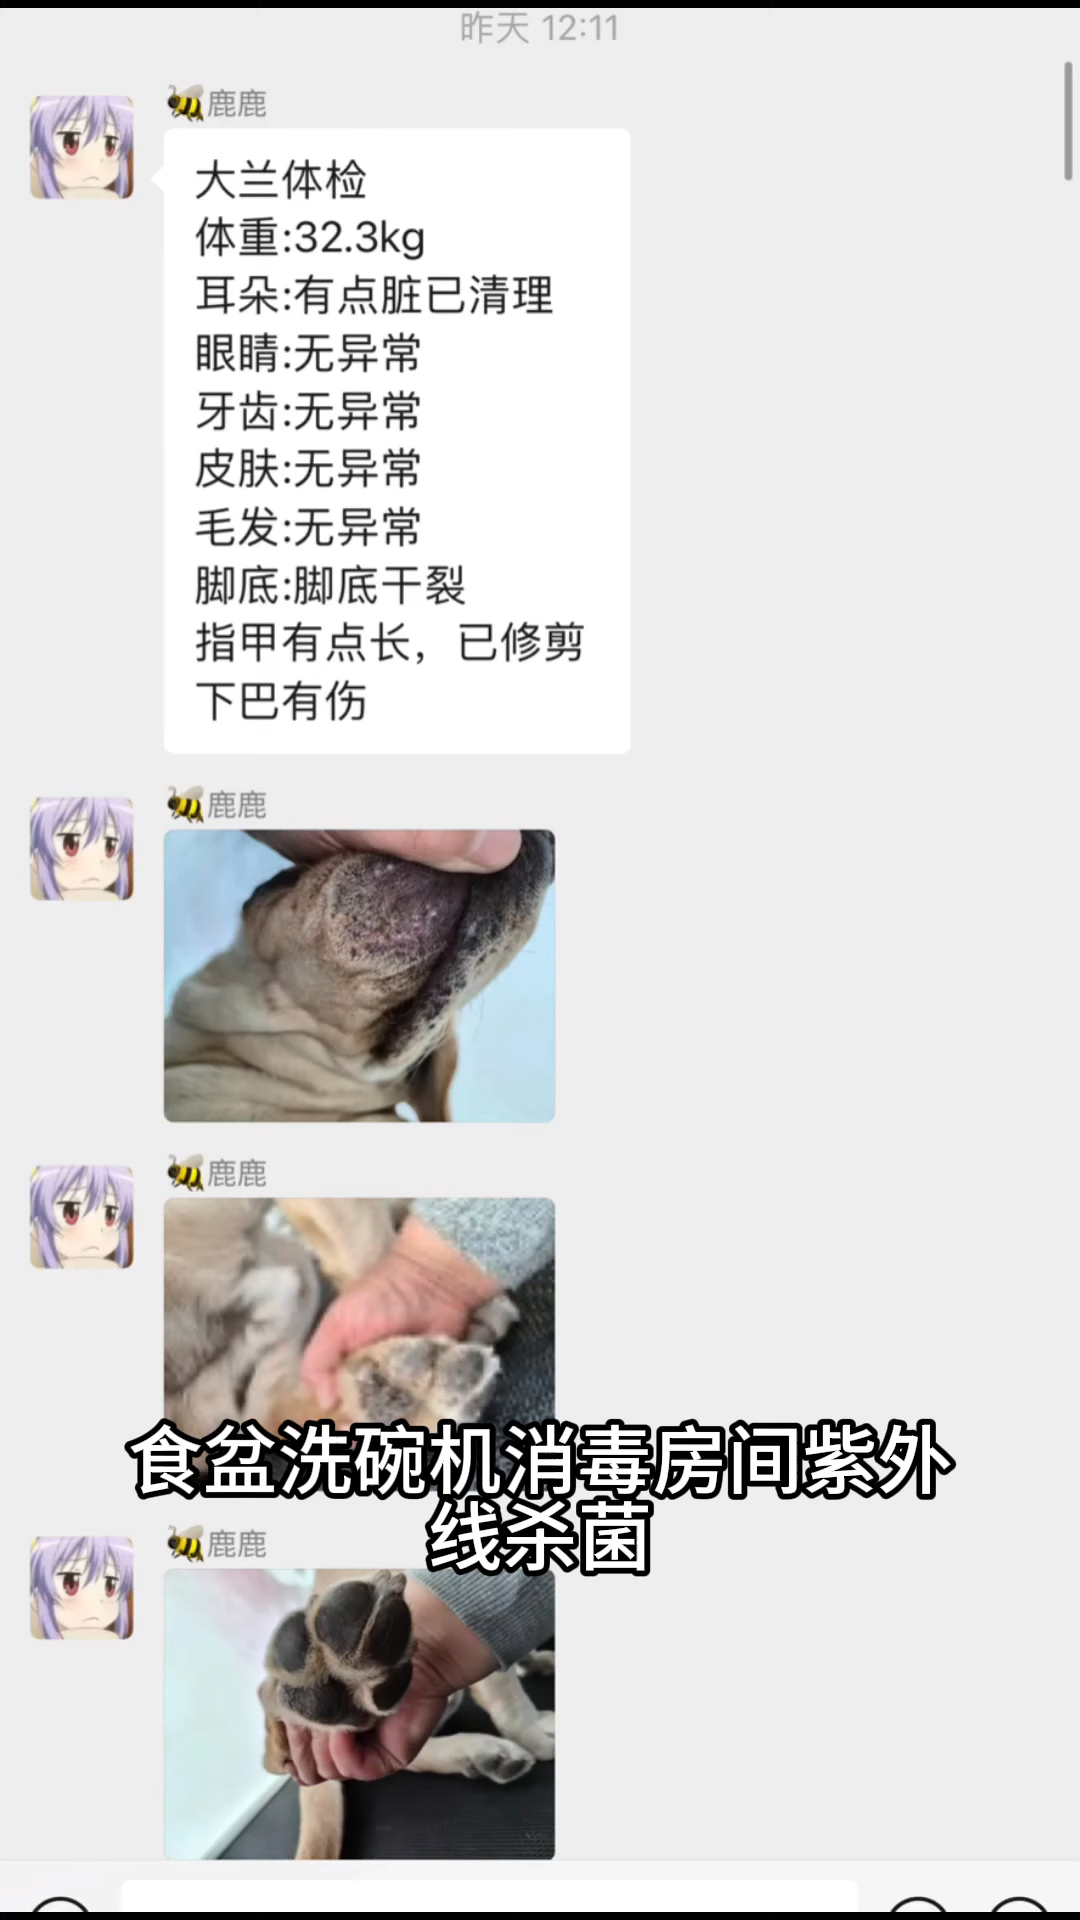 昨天 12:11
鹿鹿
大兰体检
体重:32.3kg
耳朵:有点脏已清理
眼睛:无异常
牙齿:无异常
皮肤:无异常
毛发:无异常
脚底:脚底干裂
指甲有点长，已修剪
下巴有伤
鹿鹿
鹿鹿
食盆洗碗机消毒房间紫外
线杀菌
鹿鹿